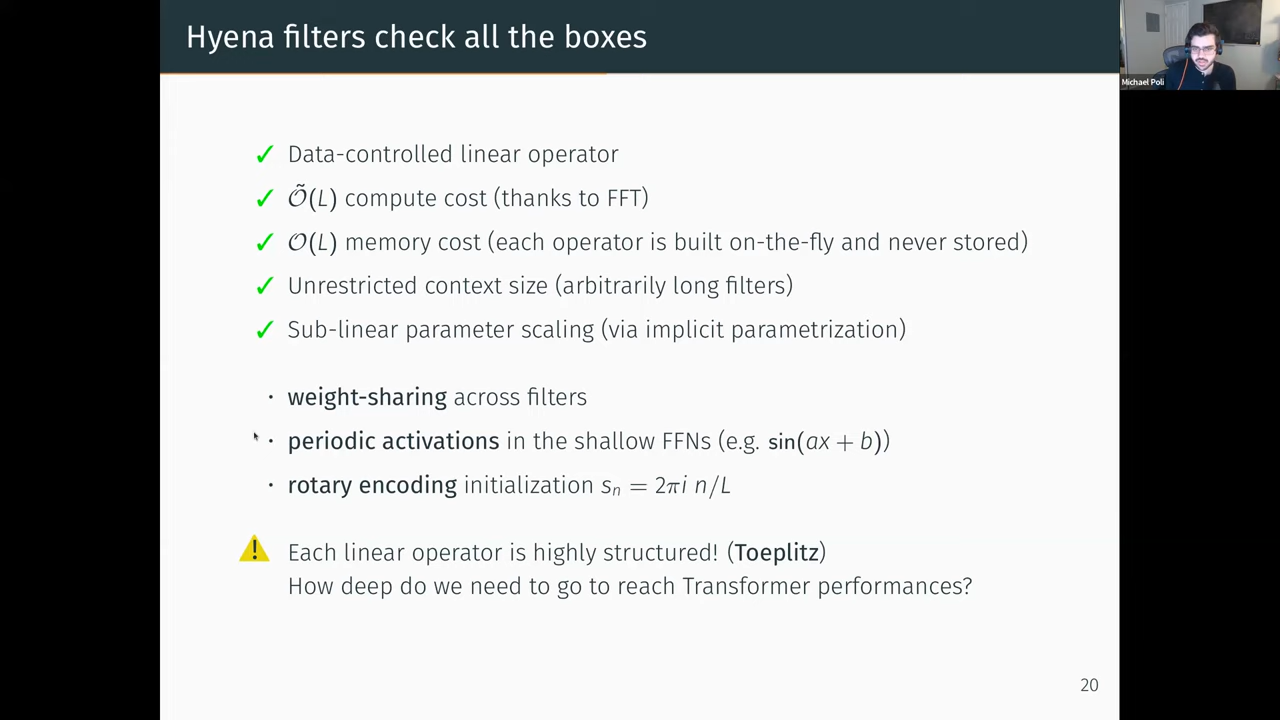 Hyena filters check all the boxes
Michael Poli
✓ Data-controlled linear operator
✓ Õ(L) compute cost (thanks to FFT)
✓ O(L) memory cost (each operator is built on-the-fly and never stored)
✓ Unrestricted context size (arbitrarily long filters)
✓ Sub-linear parameter scaling (via implicit parametrization)
· weight-sharing across filters
· periodic activations in the shallow FFNs (e.g. sin(ax + b))
· rotary encoding initialization sₙ = 2πi n/L
! Each linear operator is highly structured! (Toeplitz)
How deep do we need to go to reach Transformer performances?
20